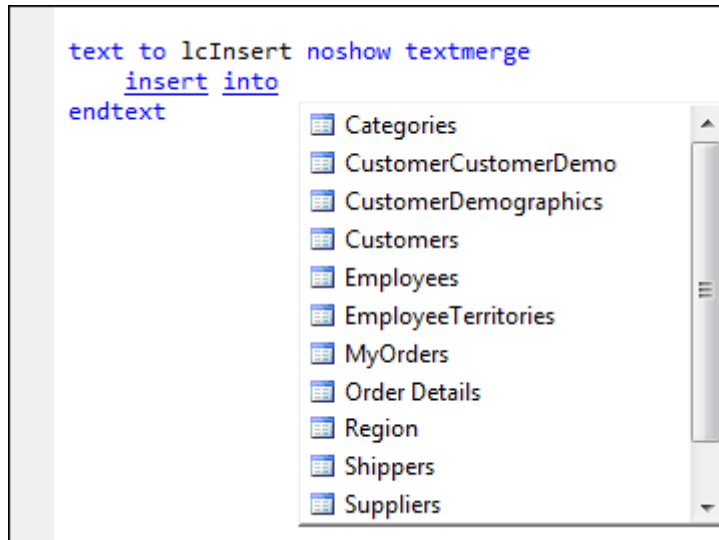 text to lcInsert noshow textmerge
insert into
endtext
Categories
CustomerCustomerDemo
CustomerDemographics
Customers
Employees
EmployeeTerritories
MyOrders
Order Details
Region
Shippers
Suppliers